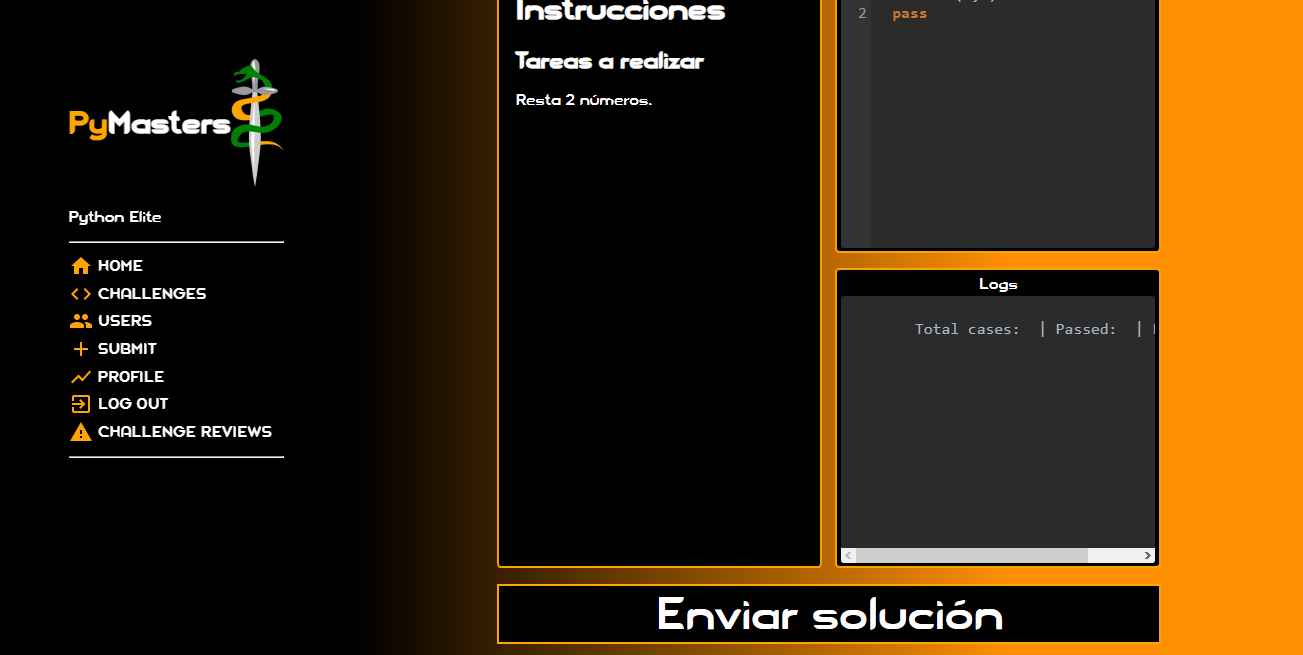 PyMasters
Python Elite
HOME
CHALLENGES
USERS
SUBMIT
PROFILE
LOG OUT
CHALLENGE REVIEWS
Instrucciones
Tareas a realizar
Resta 2 números.
2 pass
Logs
Total cases: | Passed: |
Enviar solución